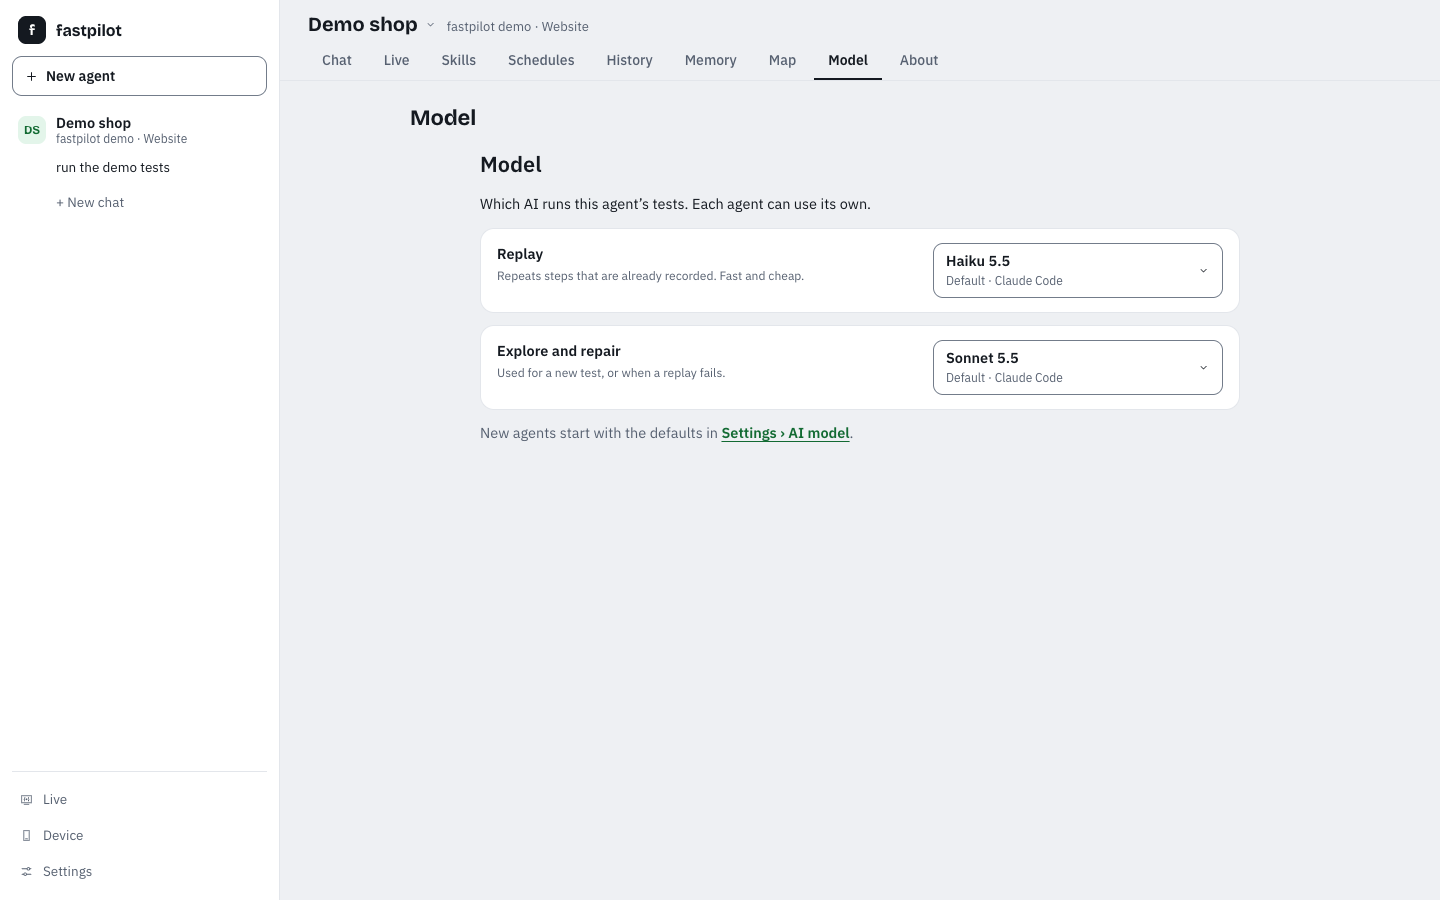 f fastpilot
+ New agent
DS Demo shop
fastpilot demo · Website
run the demo tests
+ New chat
Live
Device
Settings
Demo shop fastpilot demo · Website
Chat Live Skills Schedules History Memory Map Model About
Model
Model
Which AI runs this agent’s tests. Each agent can use its own.
Replay
Repeats steps that are already recorded. Fast and cheap.
Haiku 5.5
Default · Claude Code
Explore and repair
Used for a new test, or when a replay fails.
Sonnet 5.5
Default · Claude Code
New agents start with the defaults in Settings › AI model.